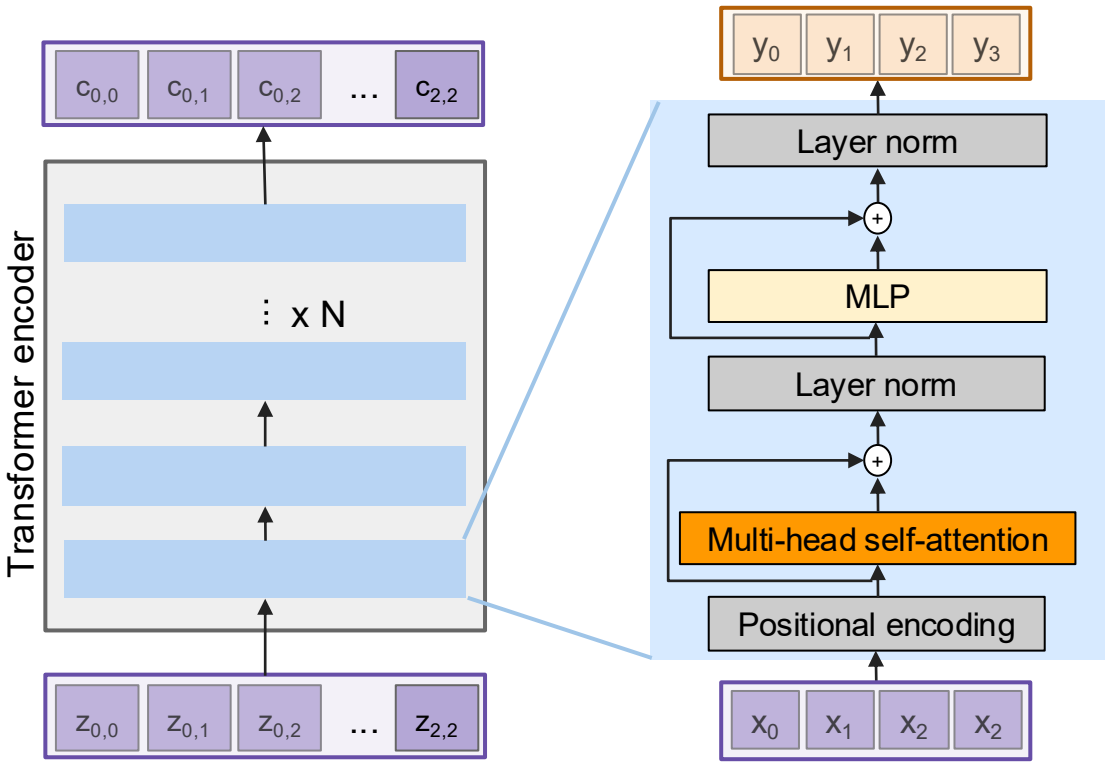 c0,0 c0,1 c0,2 ... c2,2
Transformer encoder
⋮ x N
z0,0 z0,1 z0,2 ... z2,2
y0 y1 y2 y3
Layer norm
+
MLP
Layer norm
+
Multi-head self-attention
Positional encoding
x0 x1 x2 x2